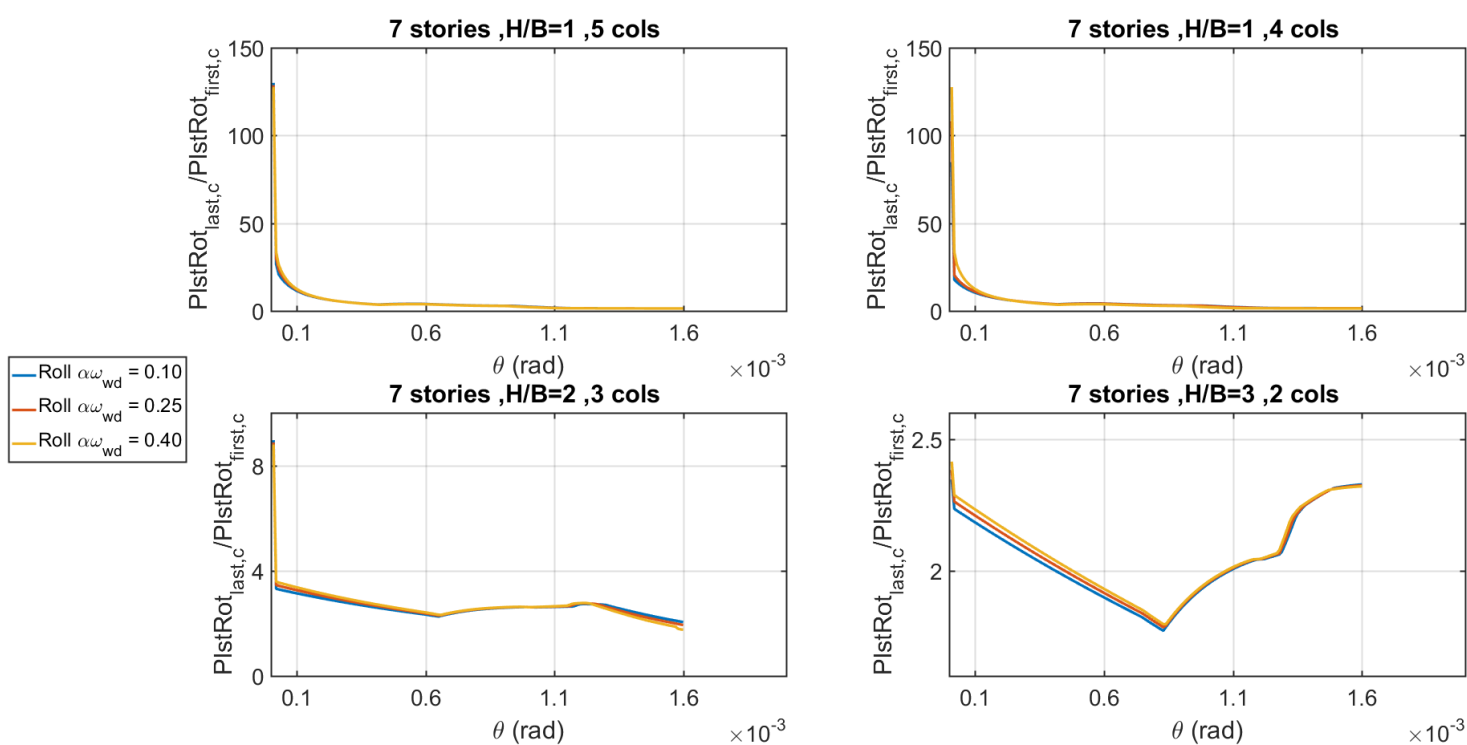 7 stories ,H/B=1 ,5 cols
PlstRot_last,c/PlstRot_first,c
150
100
50
0
0.1 0.6 1.1 1.6
θ (rad)
×10^-3
7 stories ,H/B=1 ,4 cols
PlstRot_last,c/PlstRot_first,c
150
100
50
0
0.1 0.6 1.1 1.6
θ (rad)
×10^-3
Roll αω_wd = 0.10
Roll αω_wd = 0.25
Roll αω_wd = 0.40
7 stories ,H/B=2 ,3 cols
PlstRot_last,c/PlstRot_first,c
8
4
0
0.1 0.6 1.1 1.6
θ (rad)
×10^-3
7 stories ,H/B=3 ,2 cols
PlstRot_last,c/PlstRot_first,c
2.5
2
0.1 0.6 1.1 1.6
θ (rad)
×10^-3